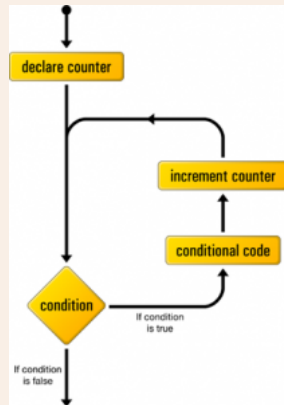 declare counter
increment counter
conditional code
condition
If condition
is true
If condition
is false